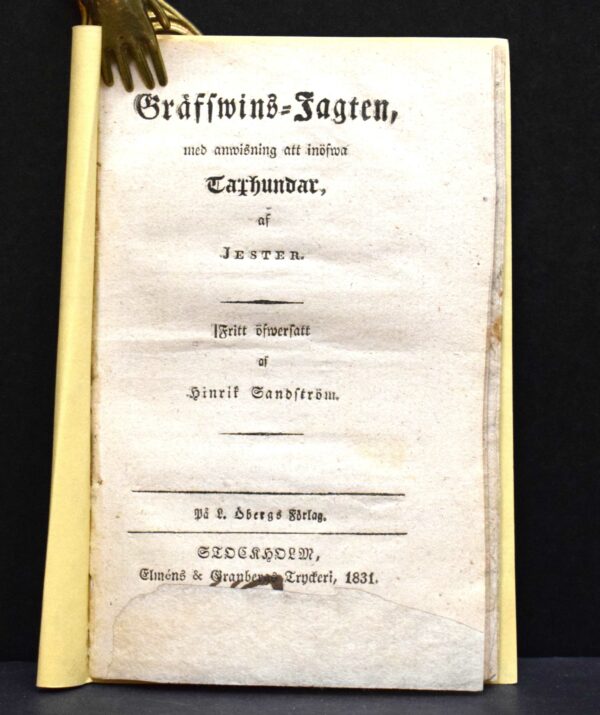 Gräfſwins-Jagten,
med anwisning att inöfwa
Taxhundar,
af
JESTER.
Fritt öfwerſatt
af
Hinrik Sandſtröm.
På L. Öbergs Förlag.
STOCKHOLM,
Elméns & Granbergs Tryckeri, 1831.